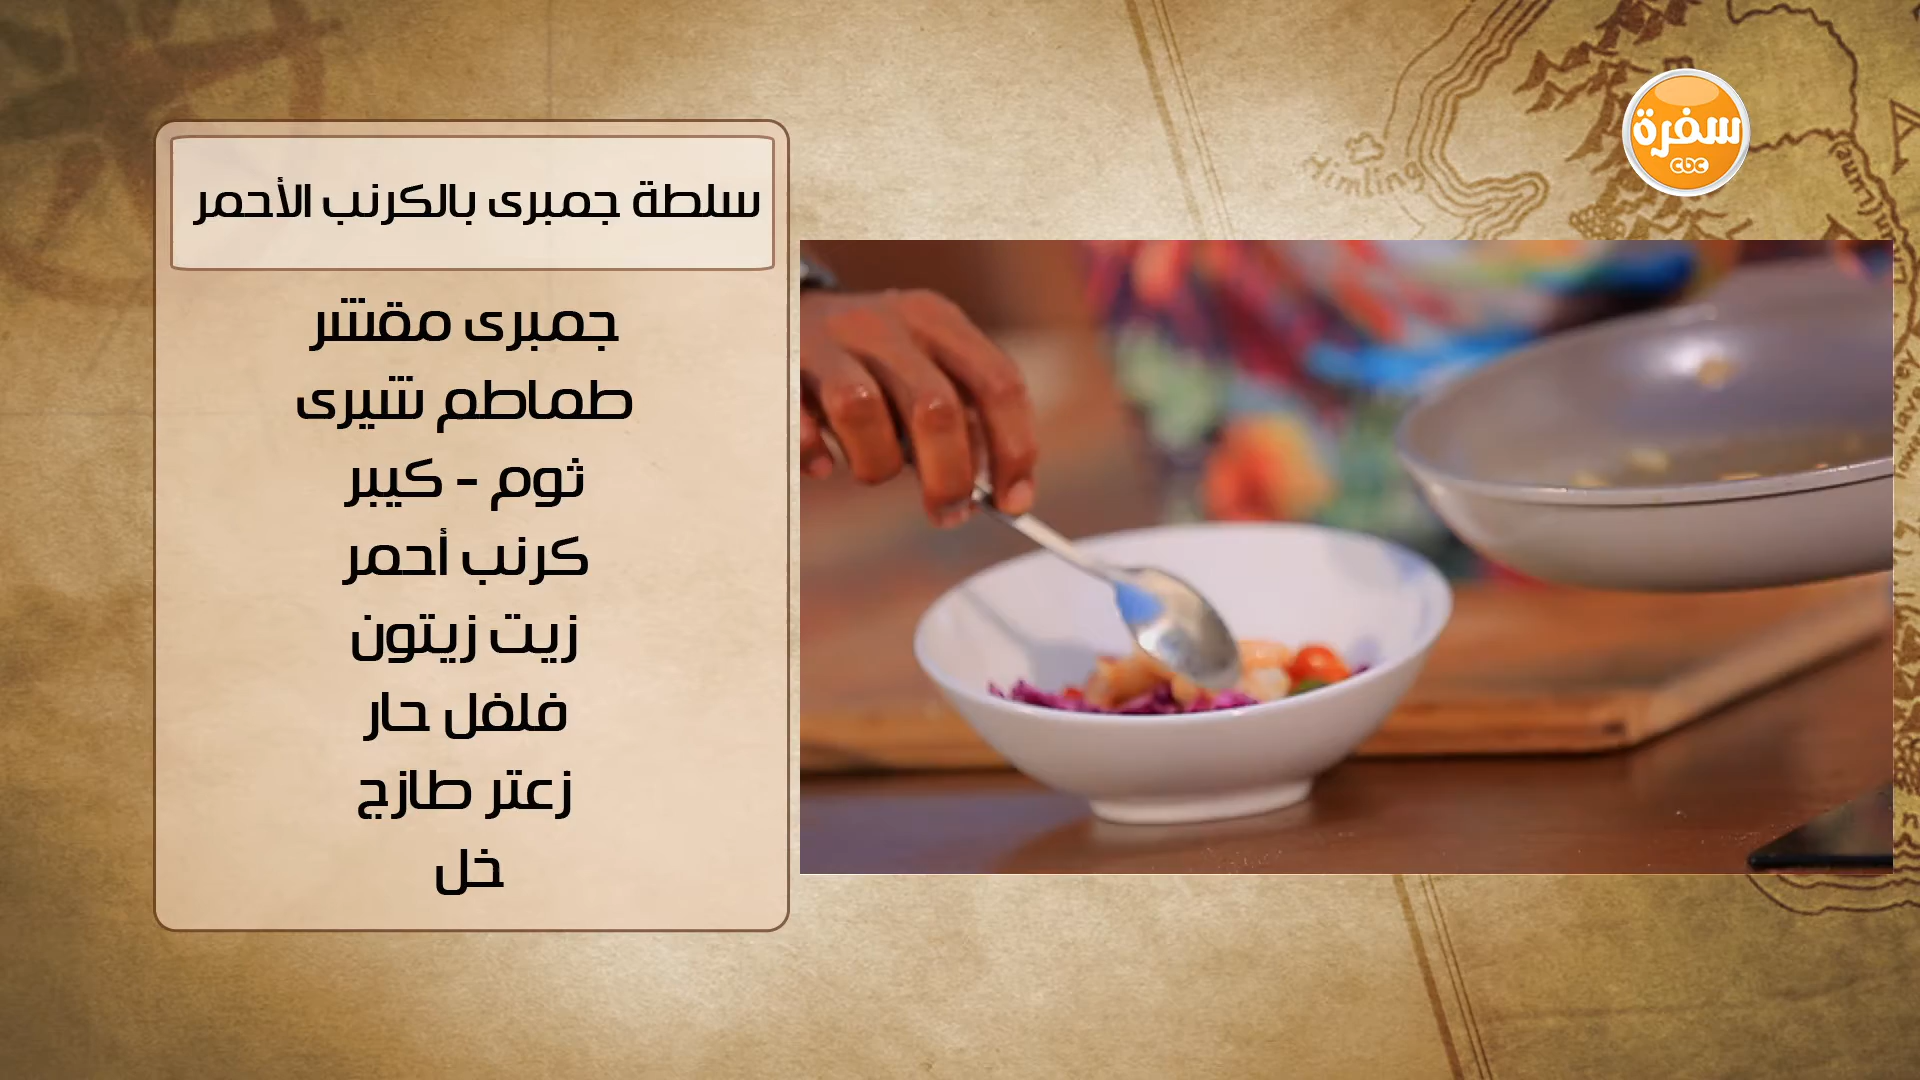 سفرة
cbc
سلطة جمبرى بالكرنب الأحمر
جمبرى مقشر
طماطم شيرى
ثوم - كيبر
كرنب أحمر
زيت زيتون
فلفل حار
زعتر طازج
خل
Himling